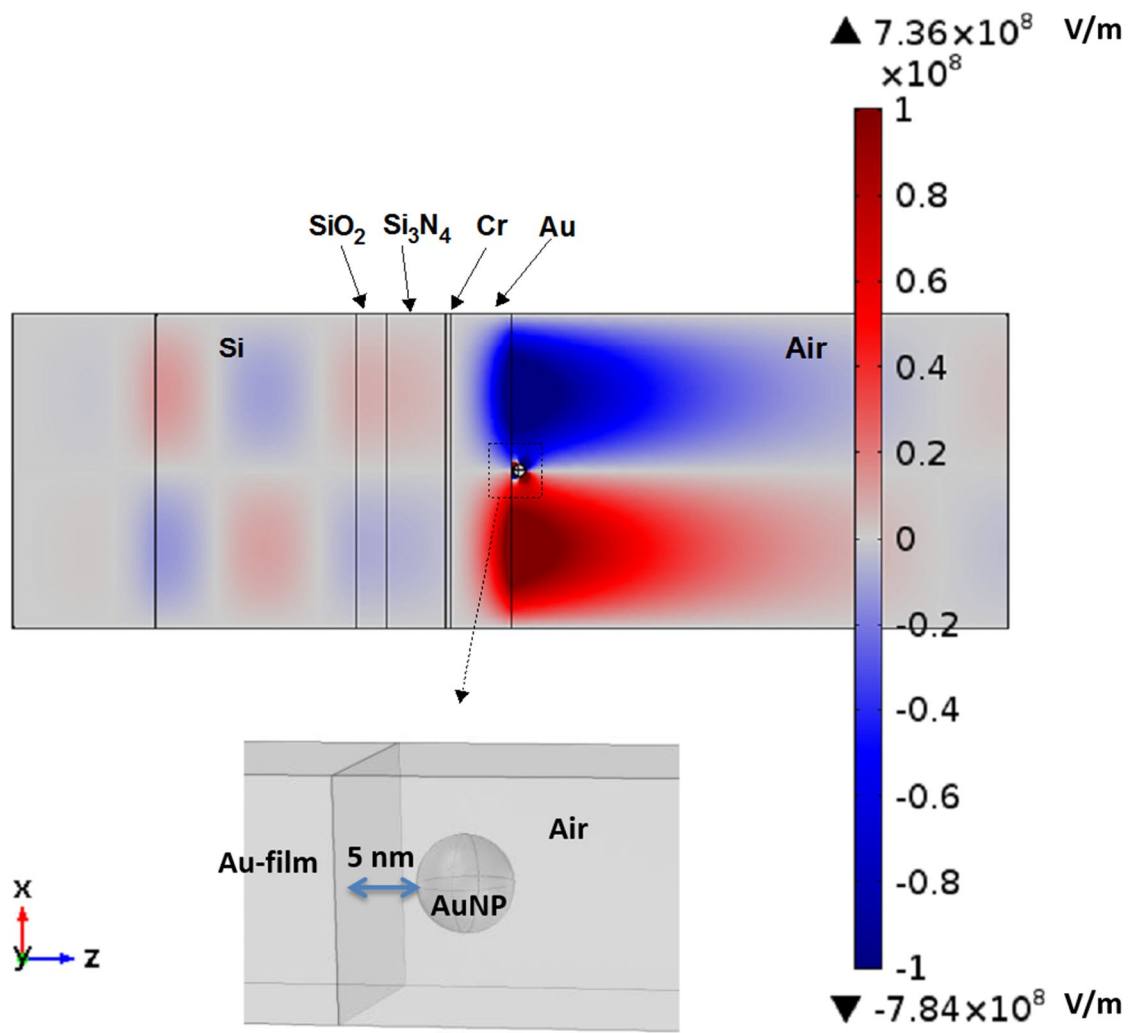 ▲ 7.36×10⁸ V/m
×10⁸
1
0.8
SiO₂ Si₃N₄ Cr Au
0.6
Si Air
0.4
0.2
0
-0.2
-0.4
-0.6
Air
5 nm
Au-film
-0.8
AuNP
x
y z
-1
▼ -7.84×10⁸ V/m